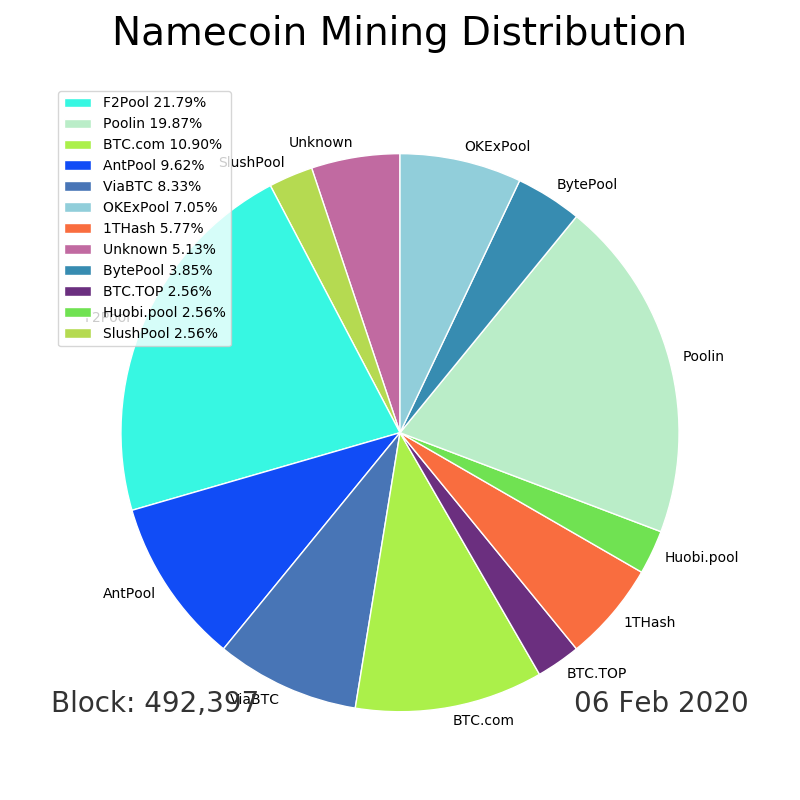 Namecoin Mining Distribution
F2Pool 21.79%
Poolin 19.87%
BTC.com 10.90%
AntPool 9.62%
ViaBTC 8.33%
OKExPool 7.05%
1THash 5.77%
Unknown 5.13%
BytePool 3.85%
BTC.TOP 2.56%
Huobi.pool 2.56%
SlushPool 2.56%
Unknown
SlushPool
OKExPool
BytePool
F2Pool
Poolin
Huobi.pool
AntPool
1THash
BTC.TOP
ViaBTC
BTC.com
Block: 492,397
06 Feb 2020